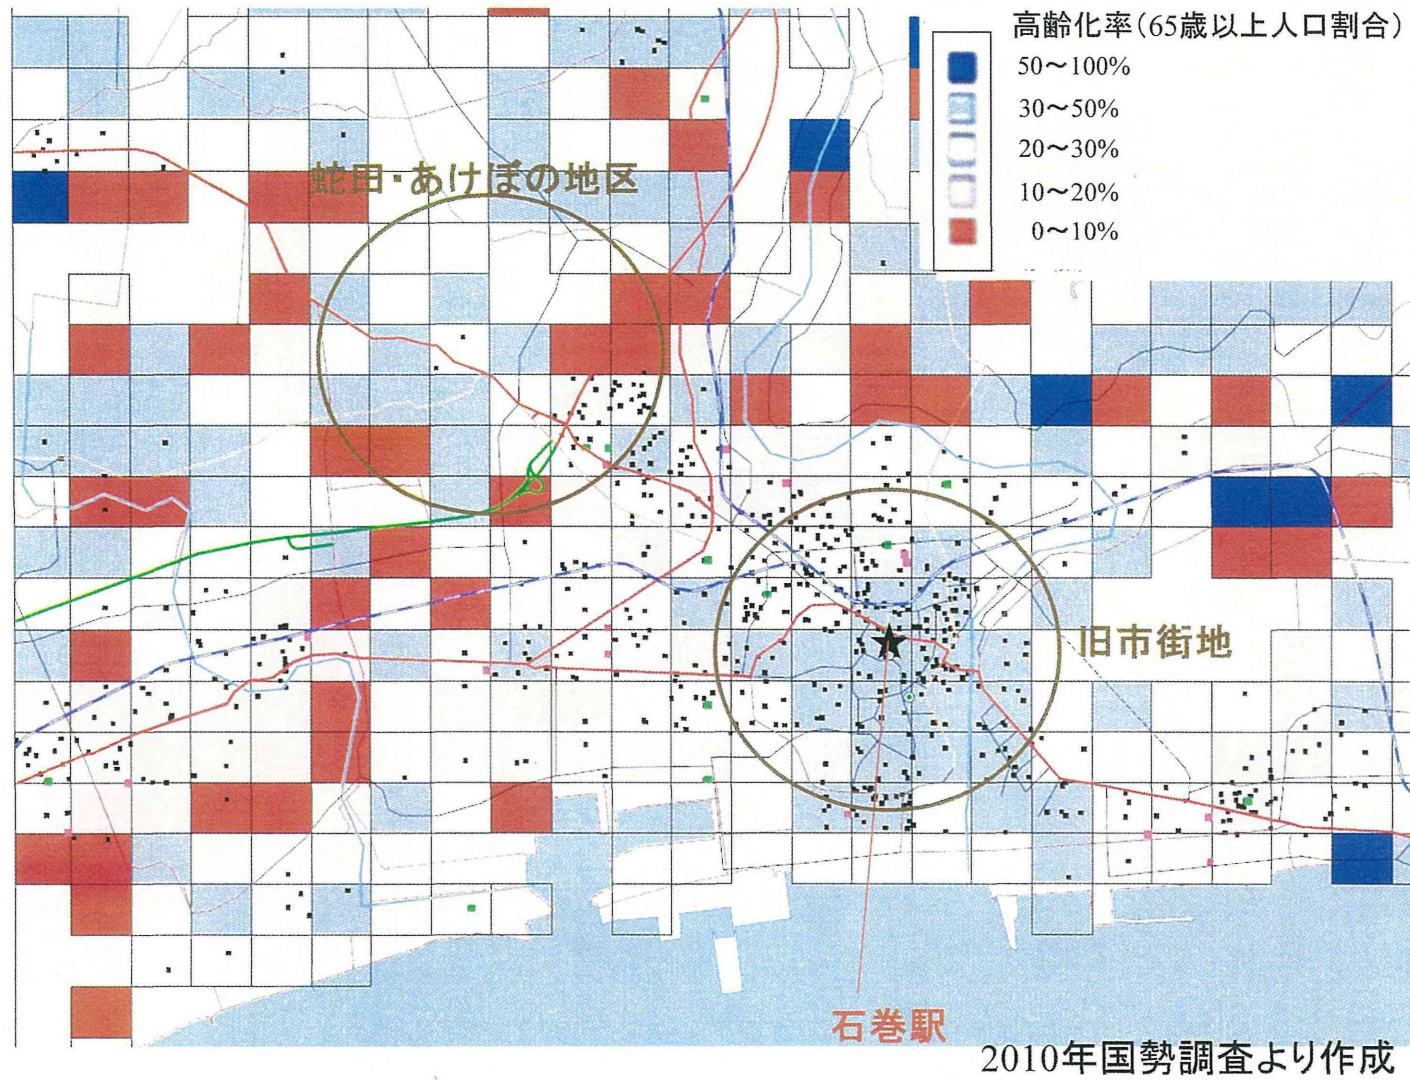 高齢化率(65歳以上人口割合)
50～100%
30～50%
20～30%
10～20%
0～10%
蛇田・あけぼの地区
旧市街地
石巻駅
2010年国勢調査より作成